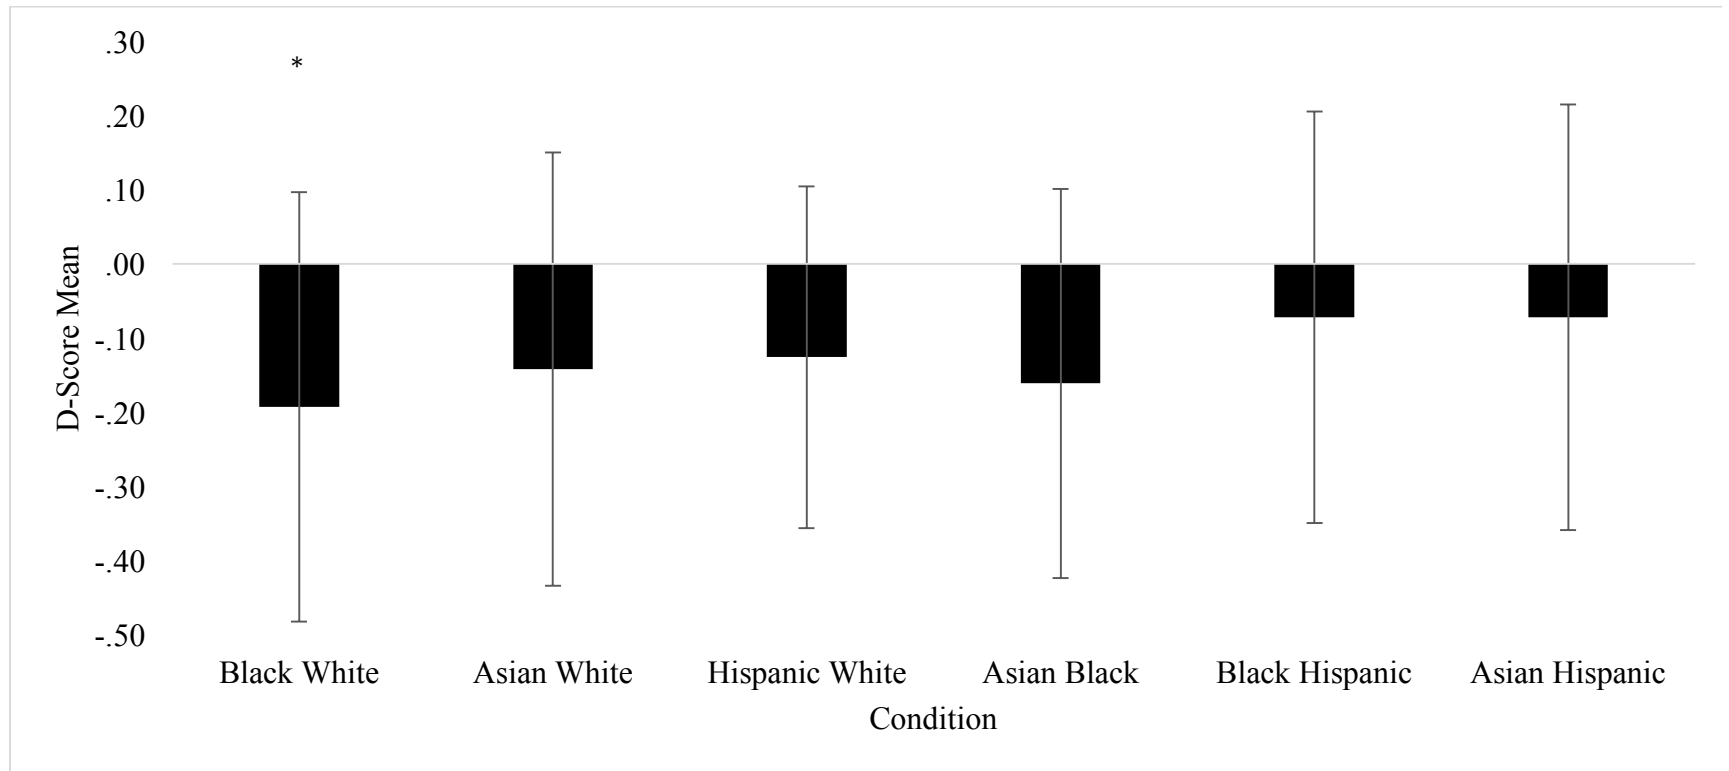 .30
*
.20
.10
.00
-.10
-.20
-.30
-.40
-.50
D-Score Mean
Black White
Asian White
Hispanic White
Asian Black
Black Hispanic
Asian Hispanic
Condition